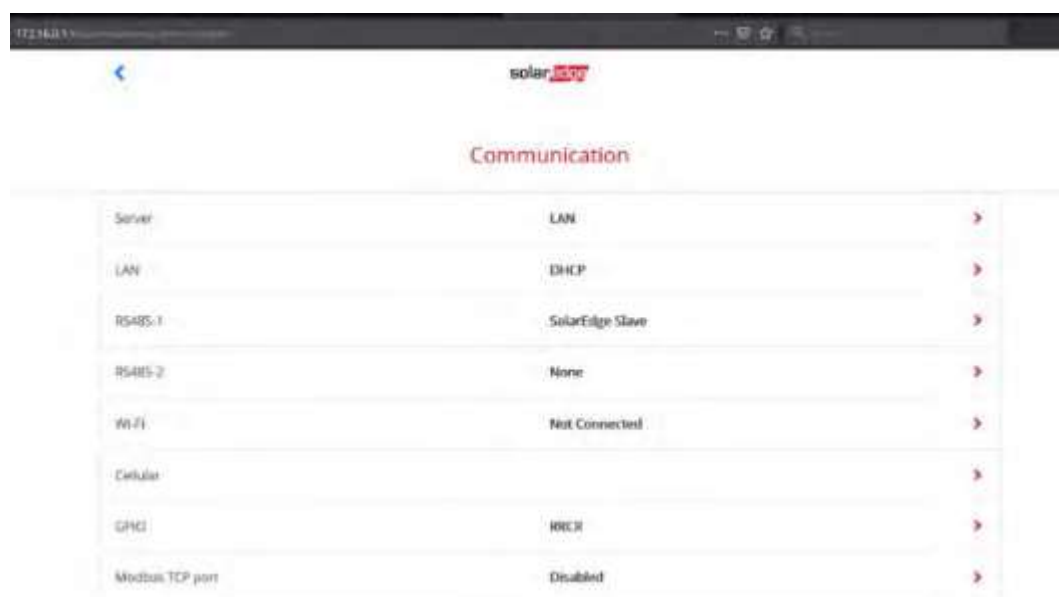 solaredge
Communication
Server LAN
LAN DHCP
RS485-1 SolarEdge Slave
RS485-2 None
Wi-Fi Not Connected
Cellular
GPIO RRCR
Modbus TCP port Disabled